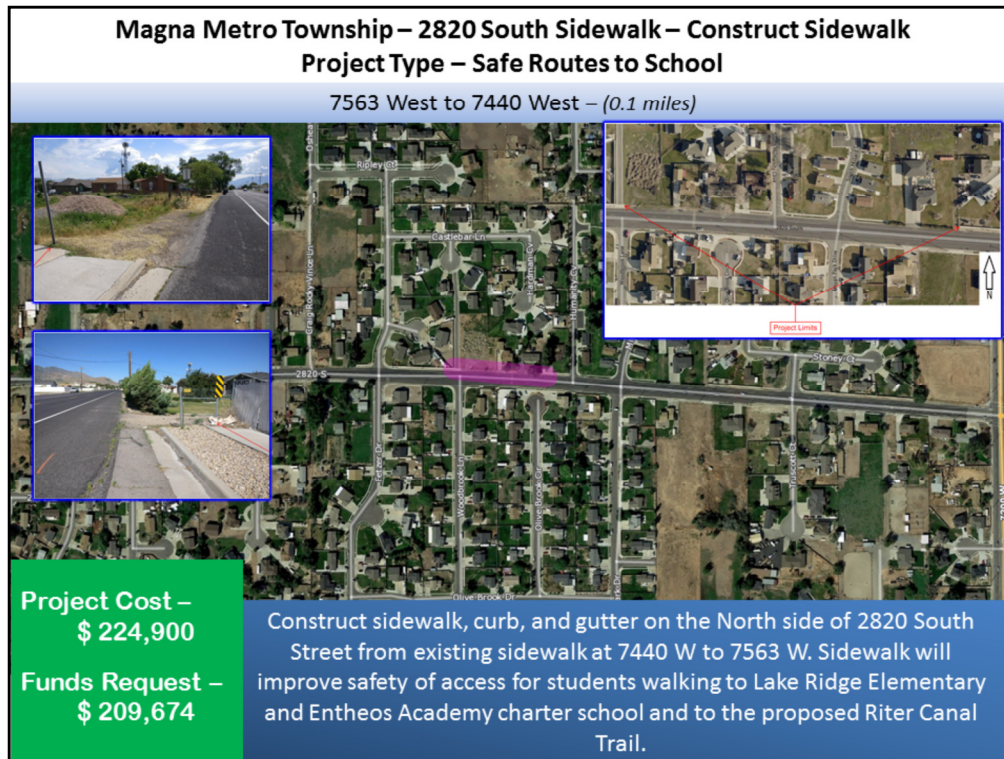 Magna Metro Township – 2820 South Sidewalk – Construct Sidewalk
Project Type – Safe Routes to School
7563 West to 7440 West – (0.1 miles)
Ripley Ct
Castlebar Ln
2820 S
Woodbrook Ln
Olive Brook Dr
Stoney Ct
Truscott Ct
Olive Brook Dr
N
Project Limits
Project Cost –
$ 224,900
Funds Request –
$ 209,674
Construct sidewalk, curb, and gutter on the North side of 2820 South
Street from existing sidewalk at 7440 W to 7563 W. Sidewalk will
improve safety of access for students walking to Lake Ridge Elementary
and Entheos Academy charter school and to the proposed Riter Canal
Trail.